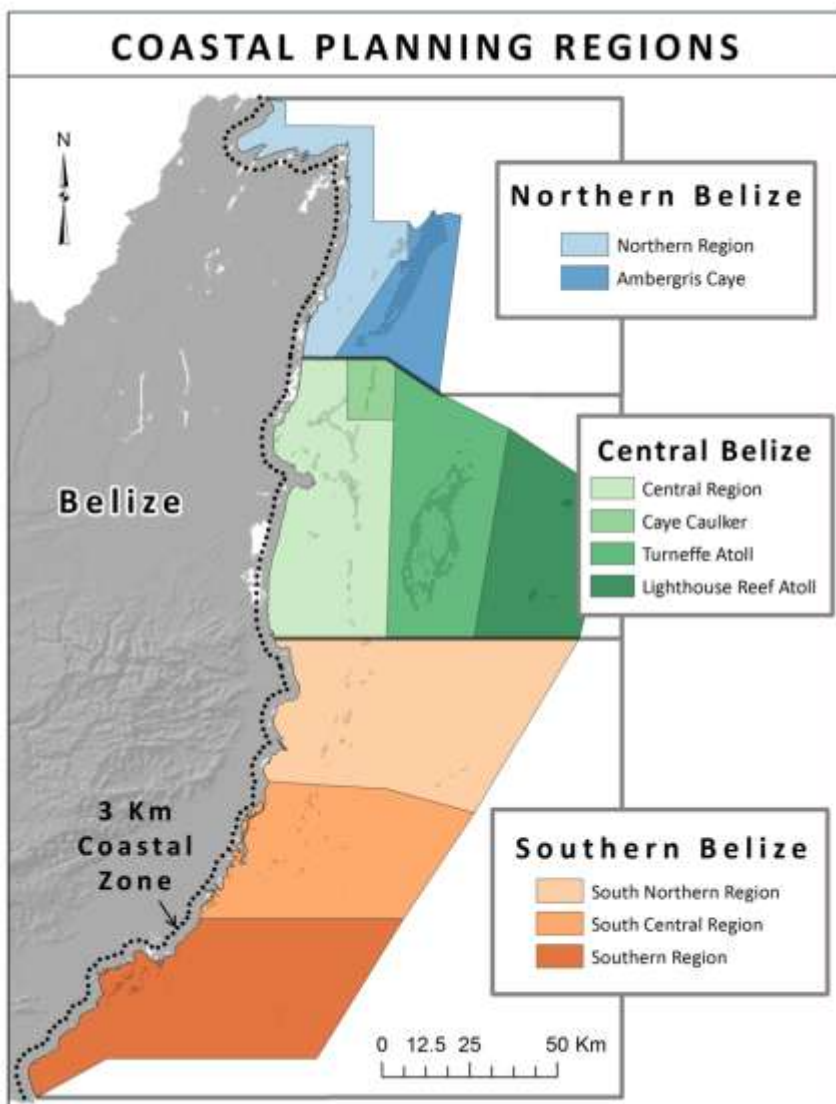 COASTAL PLANNING REGIONS
N
Northern Belize
Northern Region
Ambergris Caye
Central Belize
Central Region
Caye Caulker
Turneffe Atoll
Lighthouse Reef Atoll
Belize
3 Km
Coastal
Zone
Southern Belize
South Northern Region
South Central Region
Southern Region
0 12.5 25 50 Km